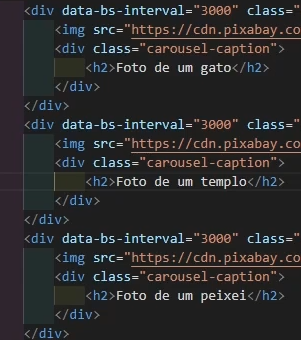 <div data-bs-interval="3000" class="
<img src="https://cdn.pixabay.co
<div class="carousel-caption">
<h2>Foto de um gato</h2>
</div>
</div>
<div data-bs-interval="3000" class="
<img src="https://cdn.pixabay.co
<div class="carousel-caption">
<h2>Foto de um templo</h2>
</div>
</div>
<div data-bs-interval="3000" class="
<img src="https://cdn.pixabay.co
<div class="carousel-caption">
<h2>Foto de um peixei</h2>
</div>
</div>